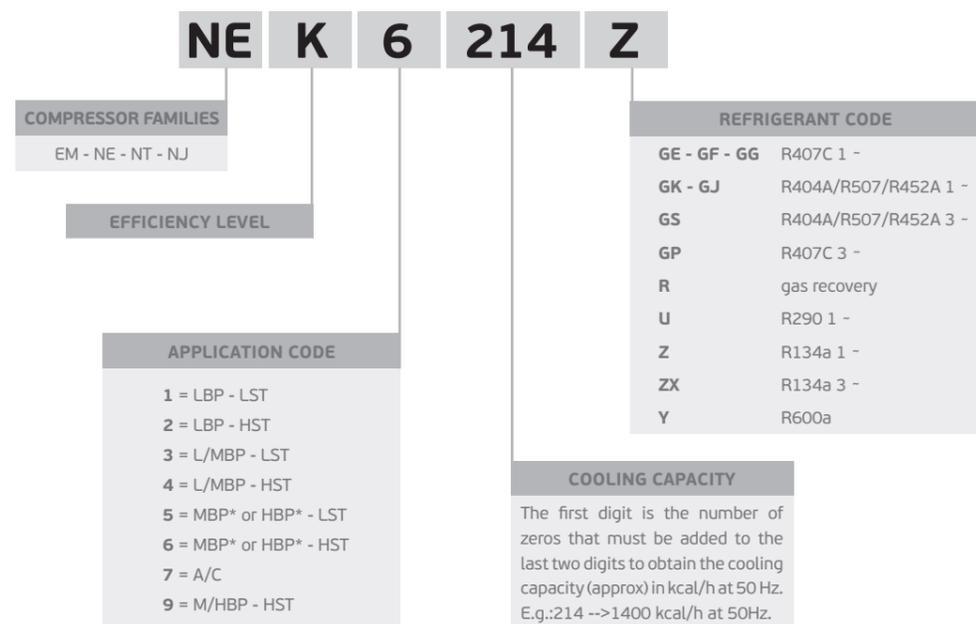 NE K 6 214 Z
COMPRESSOR FAMILIES
EM - NE - NT - NJ
EFFICIENCY LEVEL
APPLICATION CODE
1 = LBP - LST
2 = LBP - HST
3 = L/MBP - LST
4 = L/MBP - HST
5 = MBP* or HBP* - LST
6 = MBP* or HBP* - HST
7 = A/C
9 = M/HBP - HST
COOLING CAPACITY
The first digit is the number of
zeros that must be added to the
last two digits to obtain the cooling
capacity (approx) in kcal/h at 50 Hz.
E.g.:214 -->1400 kcal/h at 50Hz.
REFRIGERANT CODE
GE - GF - GG R407C 1 ~
GK - GJ R404A/R507/R452A 1 ~
GS R404A/R507/R452A 3 ~
GP R407C 3 ~
R gas recovery
U R290 1 ~
Z R134a 1 ~
ZX R134a 3 ~
Y R600a